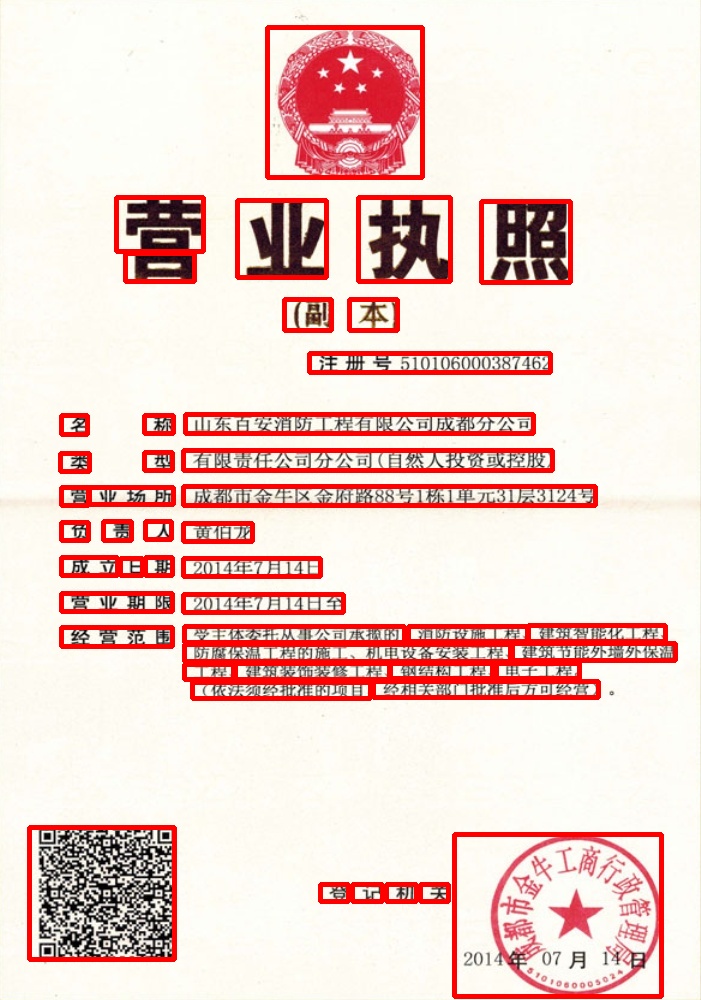 营业执照
(副 本)
注册号 510106000387462
名称 山东百安消防工程有限公司成都分公司
类型 有限责任公司分公司(自然人投资或控股)
营业场所 成都市金牛区金府路88号1栋1单元31层3124号
负责人 黄伯龙
成立日期 2014年7月14日
营业期限 2014年7月14日至
经营范围 受主体委托从事公司承揽的 消防设施工程 建筑智能化工程
防腐保温工程的施工、机电设备安装工程 建筑节能外墙外保温
工程 建筑装饰装修工程 钢结构工程 电子工程
(依法须经批准的项目 经相关部门批准后方可经营)。
登记机关
成都市金牛工商行政管理局
2014年 07月 14日
5101060005024